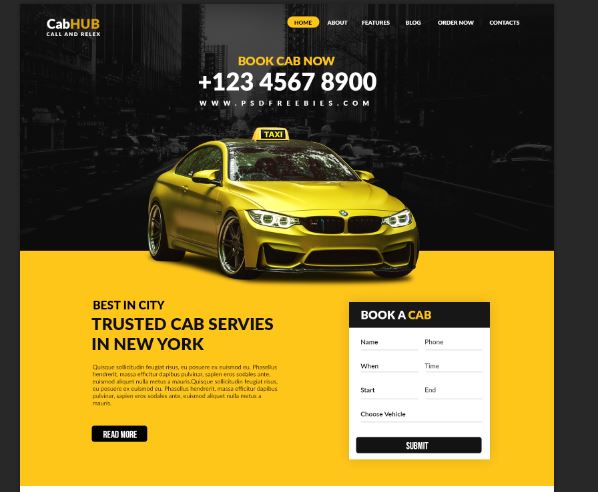 CabHUB
CALL AND RELEX
HOME ABOUT FEATURES BLOG ORDER NOW CONTACTS
BOOK CAB NOW
+123 4567 8900
WWW.PSDFREEBIES.COM
TAXI
BEST IN CITY
TRUSTED CAB SERVIES
IN NEW YORK
Quisque sollicitudin feugiat risus, eu posuere ex euismod eu. Phasellus
hendrerit, massa efficitur dapibus pulvinar, sapien eros sodales ante,
euismod aliquet nulla metus a mauris.Quisque sollicitudin feugiat risus,
eu posuere ex euismod eu. Phasellus hendrerit, massa efficitur dapibus
pulvinar, sapien eros sodales ante, euismod aliquet nulla metus a
mauris.
READ MORE
BOOK A CAB
Name Phone
When Time
Start End
Choose Vehicle
SUBMIT